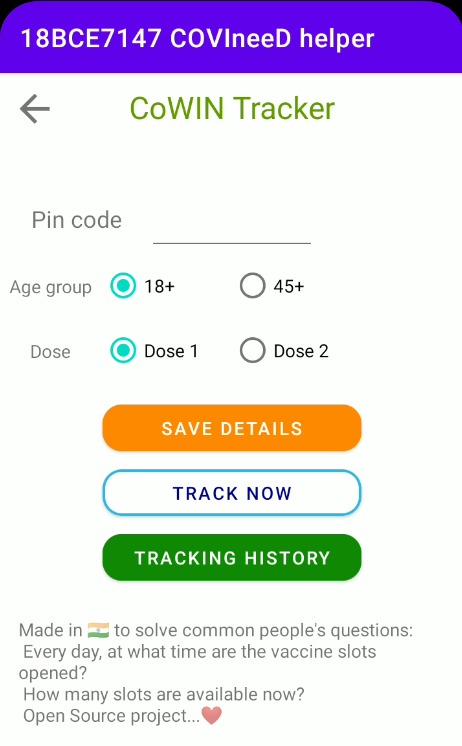 18BCE7147 COVIneeD helper
CoWIN Tracker
Pin code
Age group 18+ 45+
Dose Dose 1 Dose 2
SAVE DETAILS
TRACK NOW
TRACKING HISTORY
Made in 🇮🇳 to solve common people's questions:
Every day, at what time are the vaccine slots
opened?
How many slots are available now?
Open Source project...❤️